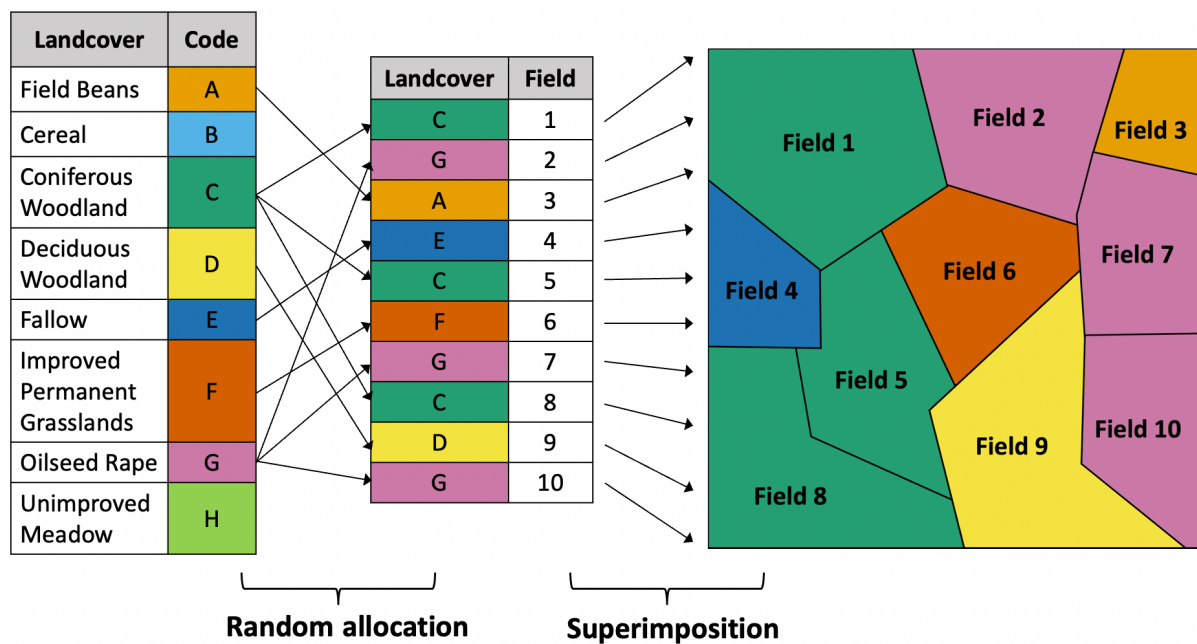 Landcover Code
Field Beans A
Cereal B
Coniferous
Woodland C
Deciduous
Woodland D
Fallow E
Improved
Permanent F
Grasslands
Oilseed Rape G
Unimproved
Meadow H
Landcover Field
C 1
G 2
A 3
E 4
C 5
F 6
G 7
C 8
D 9
G 10
Field 1
Field 2
Field 3
Field 4
Field 5
Field 6
Field 7
Field 8
Field 9
Field 10
Random allocation
Superimposition